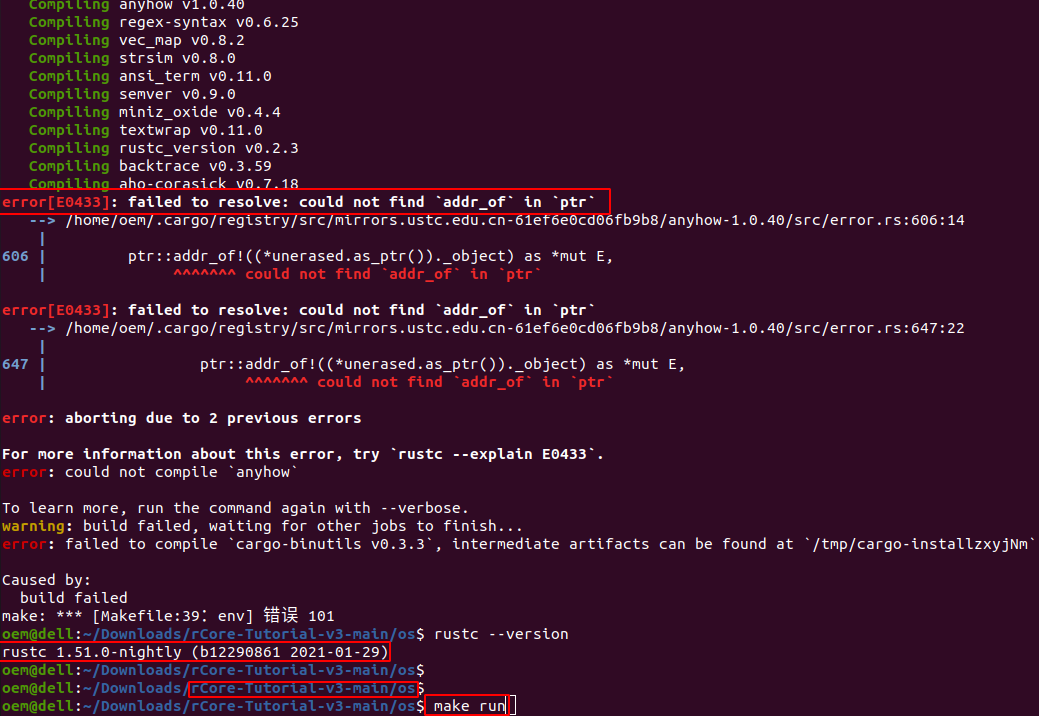 Compiling anyhow v1.0.40
Compiling regex-syntax v0.6.25
Compiling vec_map v0.8.2
Compiling strsim v0.8.0
Compiling ansi_term v0.11.0
Compiling semver v0.9.0
Compiling miniz_oxide v0.4.4
Compiling textwrap v0.11.0
Compiling rustc_version v0.2.3
Compiling backtrace v0.3.59
Compiling aho-corasick v0.7.18
error[E0433]: failed to resolve: could not find `addr_of` in `ptr`
--> /home/oem/.cargo/registry/src/mirrors.ustc.edu.cn-61ef6e0cd06fb9b8/anyhow-1.0.40/src/error.rs:606:14
|
606 | ptr::addr_of!((*unerased.as_ptr())._object) as *mut E,
| ^^^^^^^ could not find `addr_of` in `ptr`
error[E0433]: failed to resolve: could not find `addr_of` in `ptr`
--> /home/oem/.cargo/registry/src/mirrors.ustc.edu.cn-61ef6e0cd06fb9b8/anyhow-1.0.40/src/error.rs:647:22
|
647 | ptr::addr_of!((*unerased.as_ptr())._object) as *mut E,
| ^^^^^^^ could not find `addr_of` in `ptr`
error: aborting due to 2 previous errors
For more information about this error, try `rustc --explain E0433`.
error: could not compile `anyhow`
To learn more, run the command again with --verbose.
warning: build failed, waiting for other jobs to finish...
error: failed to compile `cargo-binutils v0.3.3`, intermediate artifacts can be found at `/tmp/cargo-installzxyjNm`
Caused by:
build failed
make: *** [Makefile:39：env] 错误 101
oem@dell:~/Downloads/rCore-Tutorial-v3-main/os$ rustc --version
rustc 1.51.0-nightly (b12290861 2021-01-29)
oem@dell:~/Downloads/rCore-Tutorial-v3-main/os$
oem@dell:~/Downloads/rCore-Tutorial-v3-main/os$
oem@dell:~/Downloads/rCore-Tutorial-v3-main/os$ make run